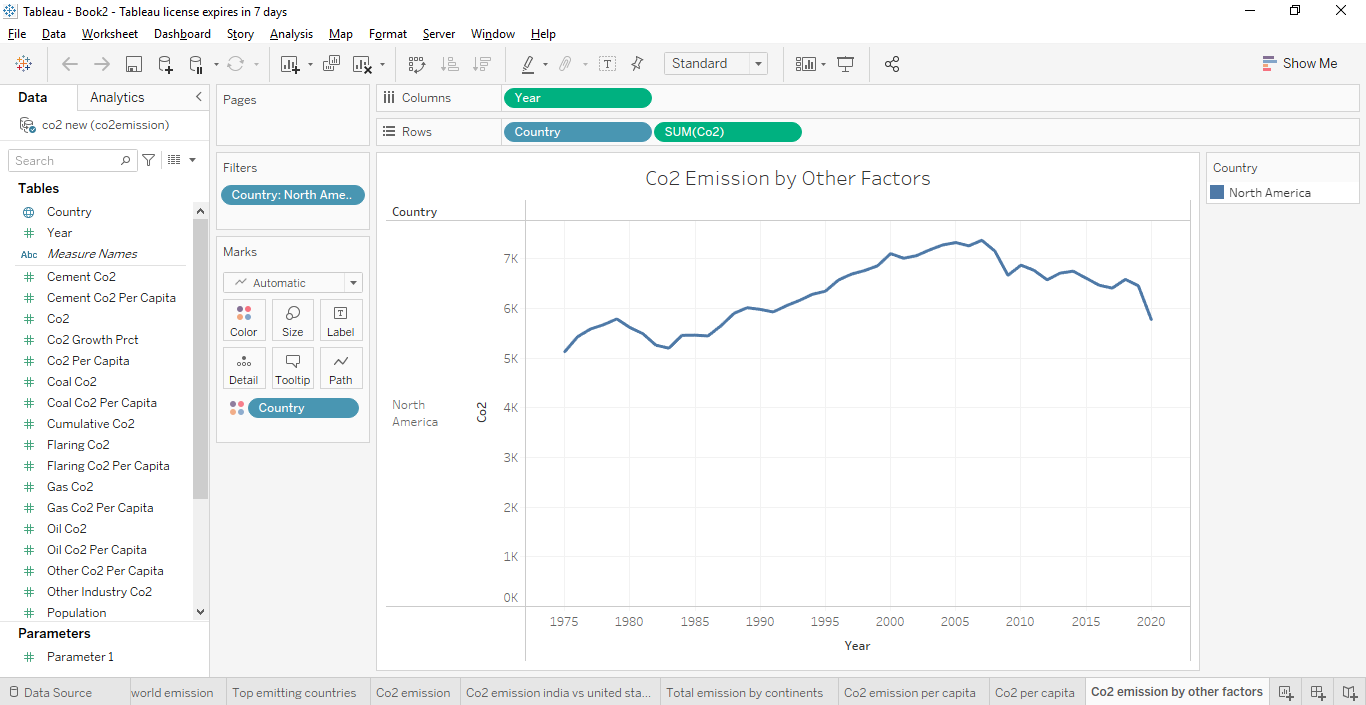 Tableau - Book2 - Tableau license expires in 7 days
File Data Worksheet Dashboard Story Analysis Map Format Server Window Help
Standard
Show Me
Data Analytics
co2 new (co2emission)
Search
Tables
Country
Year
Abc Measure Names
Cement Co2
Cement Co2 Per Capita
Co2
Co2 Growth Prct
Co2 Per Capita
Coal Co2
Coal Co2 Per Capita
Cumulative Co2
Flaring Co2
Flaring Co2 Per Capita
Gas Co2
Gas Co2 Per Capita
Oil Co2
Oil Co2 Per Capita
Other Co2 Per Capita
Other Industry Co2
Population
Parameters
Parameter 1
Pages
Filters
Country: North Ame..
Marks
Automatic
Color Size Label
Detail Tooltip Path
Country
Columns Year
Rows Country SUM(Co2)
Co2 Emission by Other Factors
Country
North
America
Co2
7K
6K
5K
4K
3K
2K
1K
0K
1975 1980 1985 1990 1995 2000 2005 2010 2015 2020
Year
Country
North America
Data Source world emission Top emitting countries Co2 emission Co2 emission india vs united sta... Total emission by continents Co2 emission per capita Co2 per capita Co2 emission by other factors